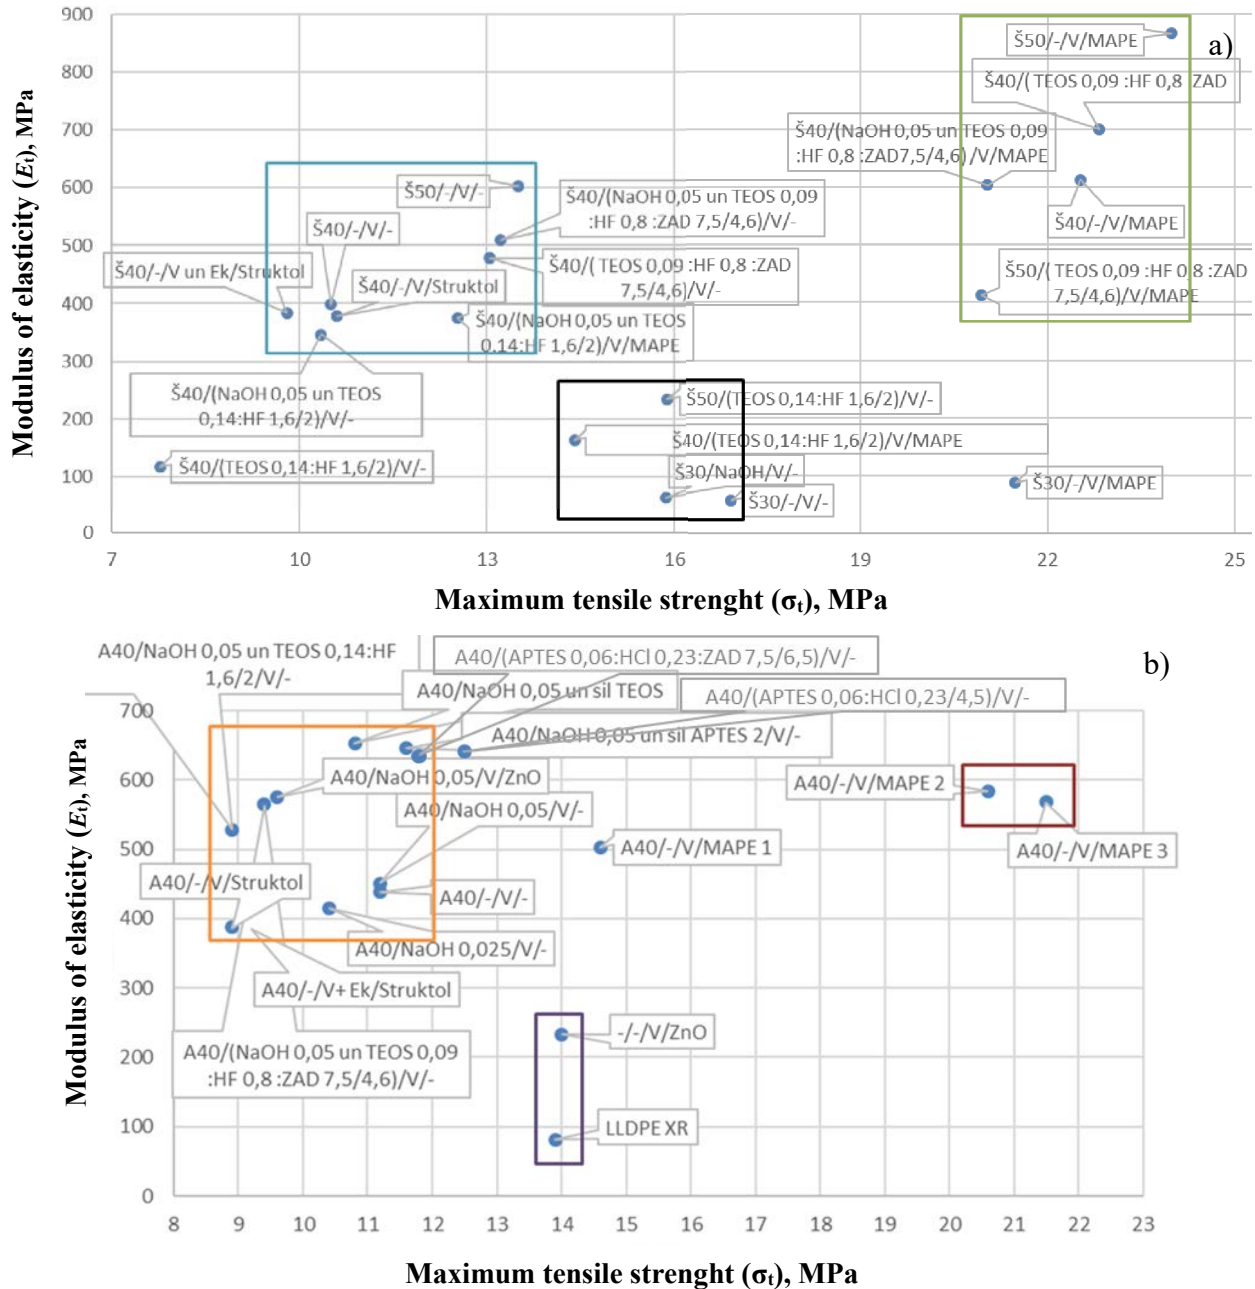 a)
Modulus of elasticity (Et), MPa
900
800
700
600
500
400
300
200
100
0
Š50/-/V/MAPE
Š40/( TEOS 0,09 :HF 0,8 :ZAD
Š40/(NaOH 0,05 un TEOS 0,09
:HF 0,8 :ZAD7,5/4,6)/V/MAPE
Š40/-/V/MAPE
Š50/( TEOS 0,09 :HF 0,8 :ZAD
7,5/4,6)/V/MAPE
Š50/-/V/-
Š40/(NaOH 0,05 un TEOS 0,09
:HF 0,8 :ZAD 7,5/4,6)/V/-
Š40/-/V/-
Š40/-/V un Ek/Struktol
Š40/-/V/Struktol
Š40/( TEOS 0,09 :HF 0,8 :ZAD
7,5/4,6)/V/-
Š40/(NaOH 0,05 un TEOS
0,14:HF 1,6/2)/V/MAPE
Š40/(NaOH 0,05 un TEOS
0,14:HF 1,6/2)/V/-
Š50/(TEOS 0,14:HF 1,6/2)/V/-
Š40/(TEOS 0,14:HF 1,6/2)/V/MAPE
Š40/(TEOS 0,14:HF 1,6/2)/V/-
Š30/NaOH/V/-
Š30/-/V/-
Š30/-/V/MAPE
7 10 13 16 19 22 25
Maximum tensile strenght (σt), MPa
b)
Modulus of elasticity (Et), MPa
700
600
500
400
300
200
100
0
A40/NaOH 0,05 un TEOS 0,14:HF
1,6/2/V/-
A40/(APTES 0,06:HCl 0,23:ZAD 7,5/6,5)/V/-
A40/NaOH 0,05 un sil TEOS
A40/(APTES 0,06:HCl 0,23/4,5)/V/-
A40/NaOH 0,05 un sil APTES 2/V/-
A40/NaOH 0,05/V/ZnO
A40/NaOH 0,05/V/-
A40/-/V/MAPE 2
A40/-/V/MAPE 1
A40/-/V/MAPE 3
A40/-/V/Struktol
A40/-/V/-
A40/NaOH 0,025/V/-
A40/-/V+ Ek/Struktol
A40/(NaOH 0,05 un TEOS 0,09
:HF 0,8 :ZAD 7,5/4,6)/V/-
-/-/V/ZnO
LLDPE XR
8 9 10 11 12 13 14 15 16 17 18 19 20 21 22 23
Maximum tensile strenght (σt), MPa